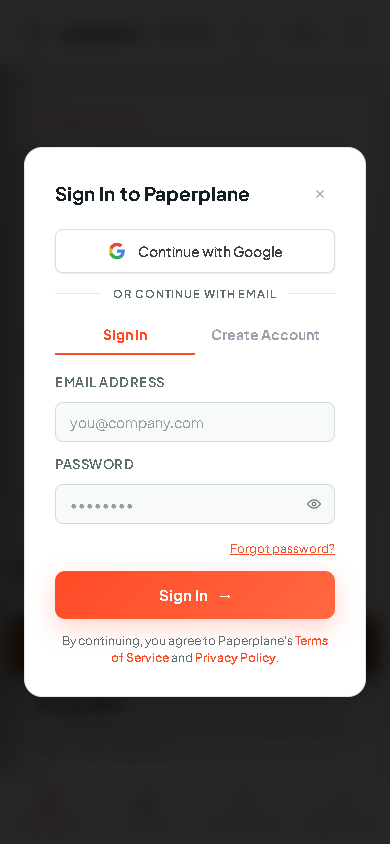 Sign In to Paperplane
×
Continue with Google
OR CONTINUE WITH EMAIL
Sign In
Create Account
EMAIL ADDRESS
you@company.com
PASSWORD
••••••••
Forgot password?
Sign In →
By continuing, you agree to Paperplane's Terms
of Service and Privacy Policy.